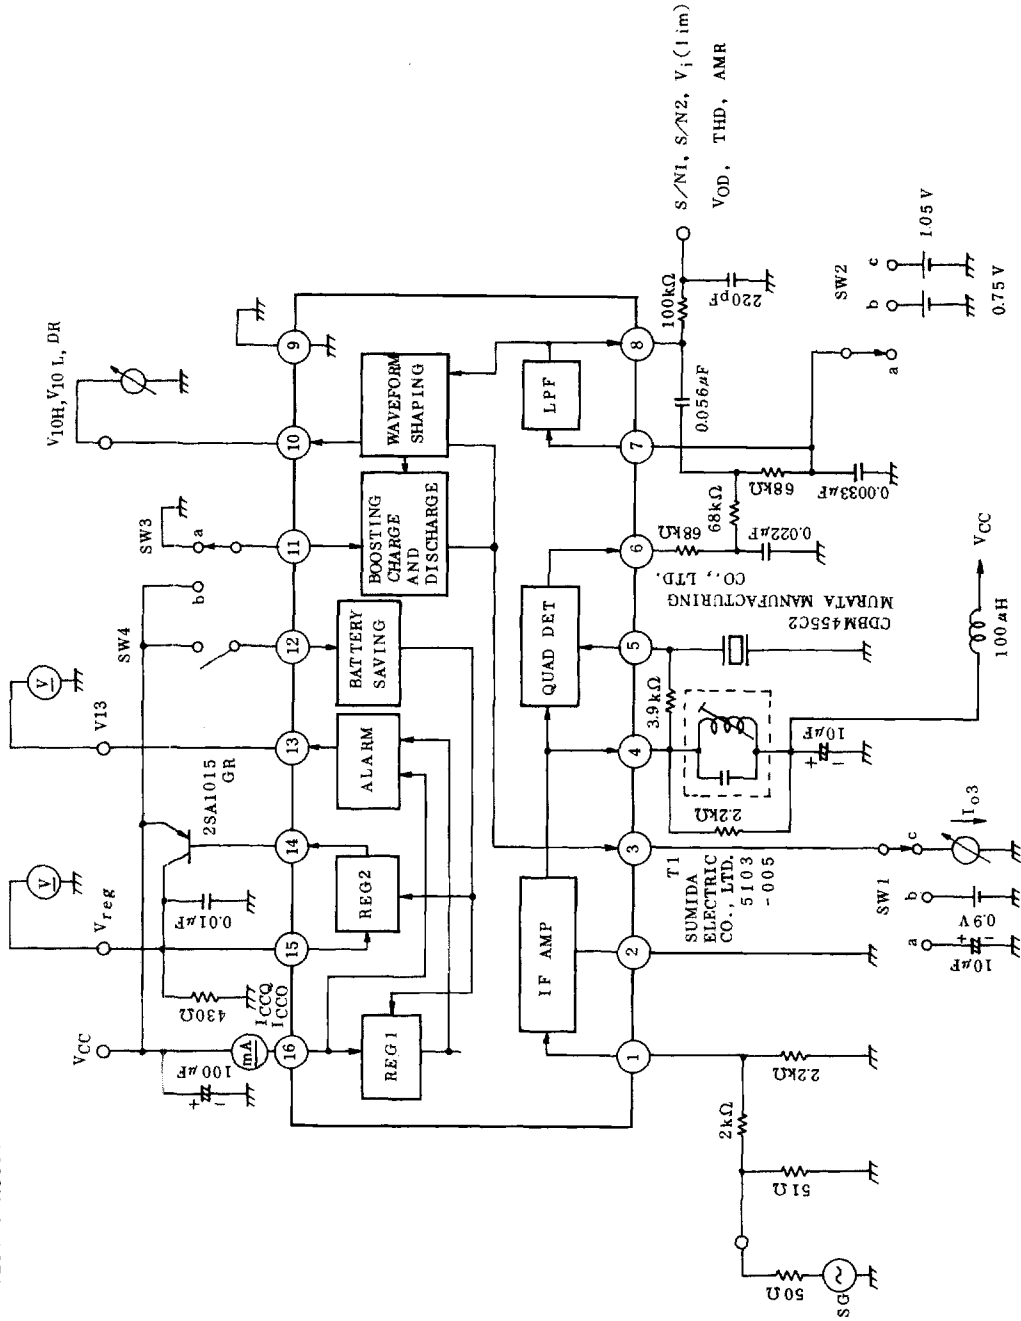 VCC
100μF
+
-
mA
ICCQ
ICCO
430Ω
Vreg
V
0.01μF
2SA1015
GR
V13
V
SW4
b
SW3
a
V10H, V10L, DR
16
15
14
13
12
11
10
9
REG1
REG2
ALARM
BATTERY
SAVING
BOOSTING
CHARGE
AND
DISCHARGE
WAVEFORM
SHAPING
IF AMP
QUAD DET
LPF
1
2
3
4
5
6
7
8
50Ω
SG
51Ω
2kΩ
2.2kΩ
T1
SUMIDA
ELECTRIC
CO., LTD.
5103
-005
2.2kΩ
3.9kΩ
10μF
+
-
100μH
VCC
CDBM455C2
MURATA MANUFACTURING
CO., LTD.
68kΩ
68kΩ
0.022μF
68kΩ
0.0033μF
0.056μF
100kΩ
220pF
S/N1, S/N2, Vi(lim)
VOD, THD, AMR
SW1
a
b
c
10μF
+
-
0.9V
Io3
SW2
a
b
c
0.75V
1.05V